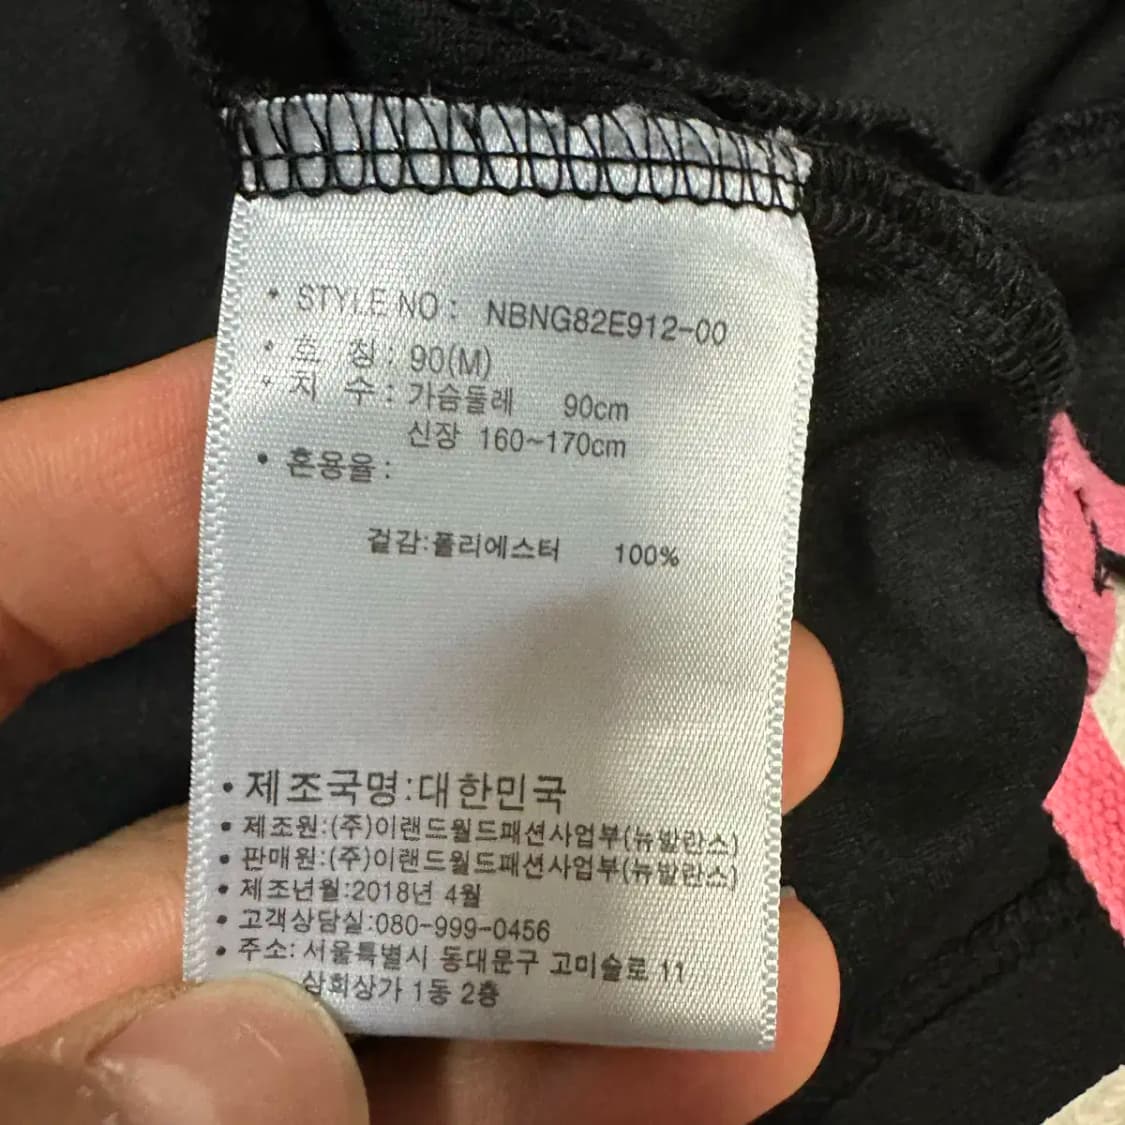 • STYLE NO : NBNG82E912-00
• 호 칭 : 90(M)
• 치 수 : 가슴둘레 90cm
신장 160~170cm
• 혼용율 :
겉감:폴리에스터 100%
• 제조국명:대한민국
• 제조원:(주)이랜드월드패션사업부(뉴발란스)
• 판매원:(주)이랜드월드패션사업부(뉴발란스)
• 제조년월:2018년 4월
• 고객상담실:080-999-0456
• 주소: 서울특별시 동대문구 고미술로 11
삼희상가 1동 2층